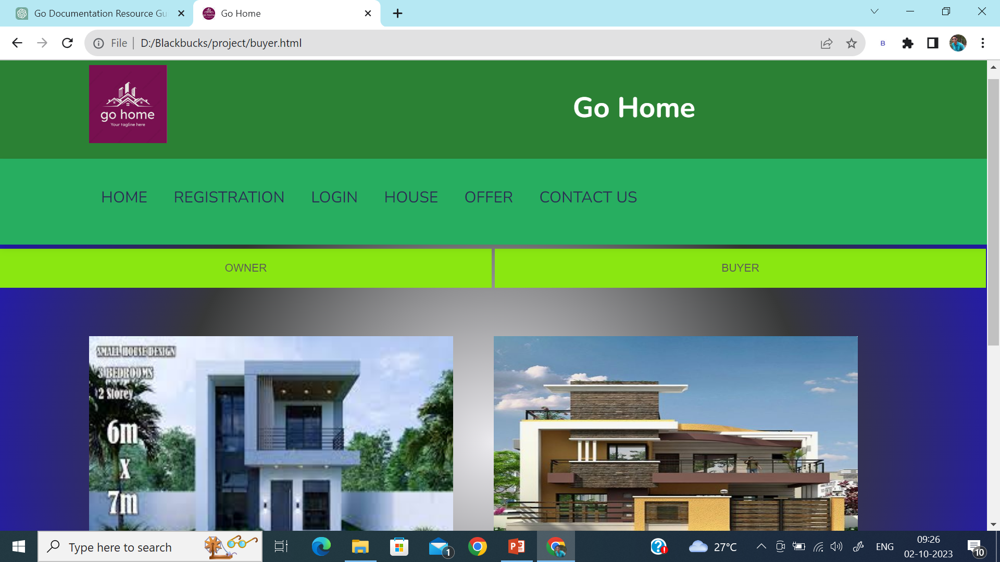 Go Documentation Resource Gu
Go Home
File
D:/Blackbucks/project/buyer.html
B
go home
Your tagline here
Go Home
HOME
REGISTRATION
LOGIN
HOUSE
OFFER
CONTACT US
OWNER
BUYER
SMALL HOUSE DESIGN
3 BEDROOMS
2 Storey
6m
x
7m
Type here to search
1
27°C
ENG
09:26
02-10-2023
10